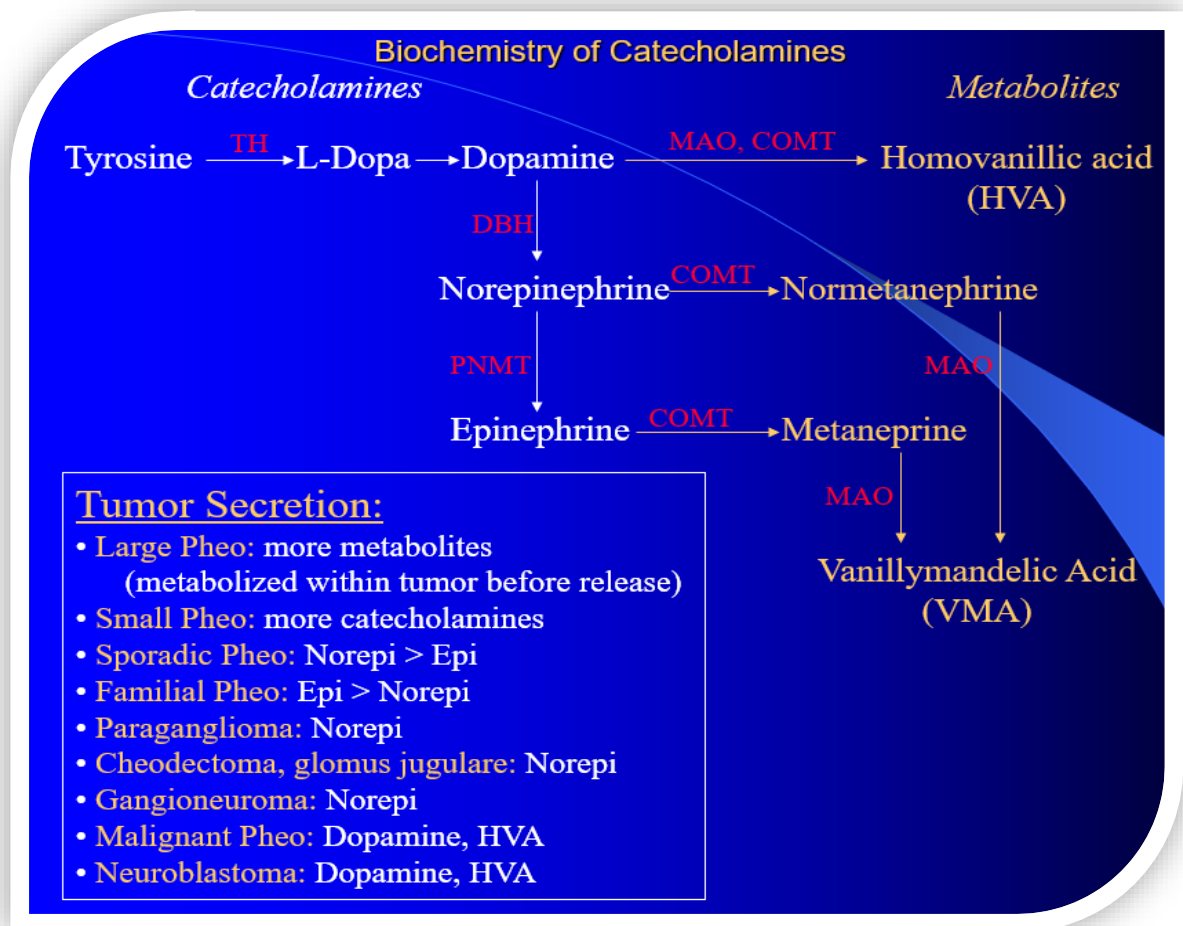 Biochemistry of Catecholamines
Catecholamines Metabolites
TH MAO, COMT
Tyrosine L-Dopa Dopamine Homovanillic acid
(HVA)
DBH
COMT
Norepinephrine Normetanephrine
PNMT MAO
COMT
Epinephrine Metaneprine
MAO
Vanillymandelic Acid
(VMA)
Tumor Secretion:
• Large Pheo: more metabolites
(metabolized within tumor before release)
• Small Pheo: more catecholamines
• Sporadic Pheo: Norepi > Epi
• Familial Pheo: Epi > Norepi
• Paraganglioma: Norepi
• Cheodectoma, glomus jugulare: Norepi
• Gangioneuroma: Norepi
• Malignant Pheo: Dopamine, HVA
• Neuroblastoma: Dopamine, HVA